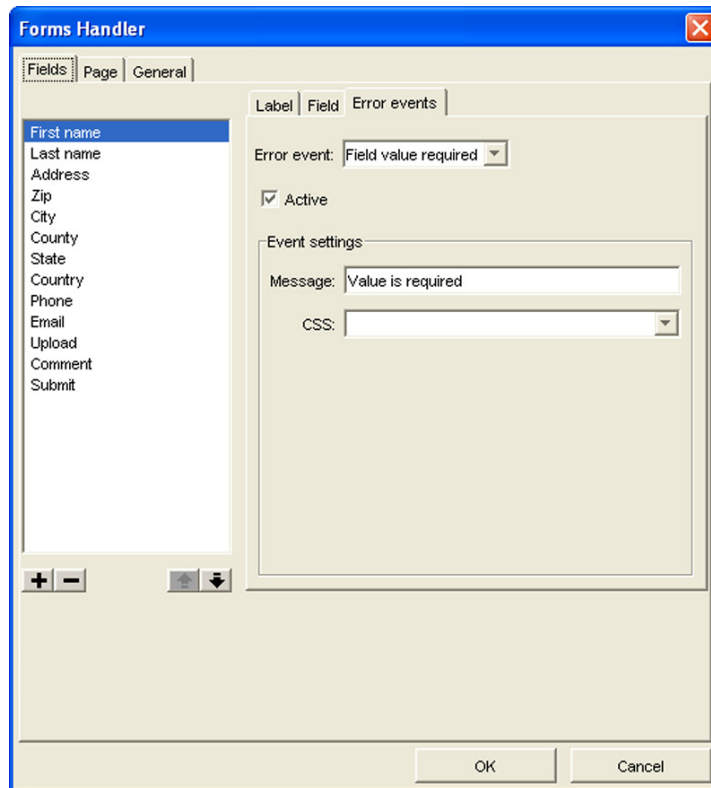 Forms Handler
Fields Page General
Label Field Error events
First name
Last name
Address
Zip
City
County
State
Country
Phone
Email
Upload
Comment
Submit
Error event: Field value required
Active
Event settings
Message: Value is required
CSS:
OK Cancel